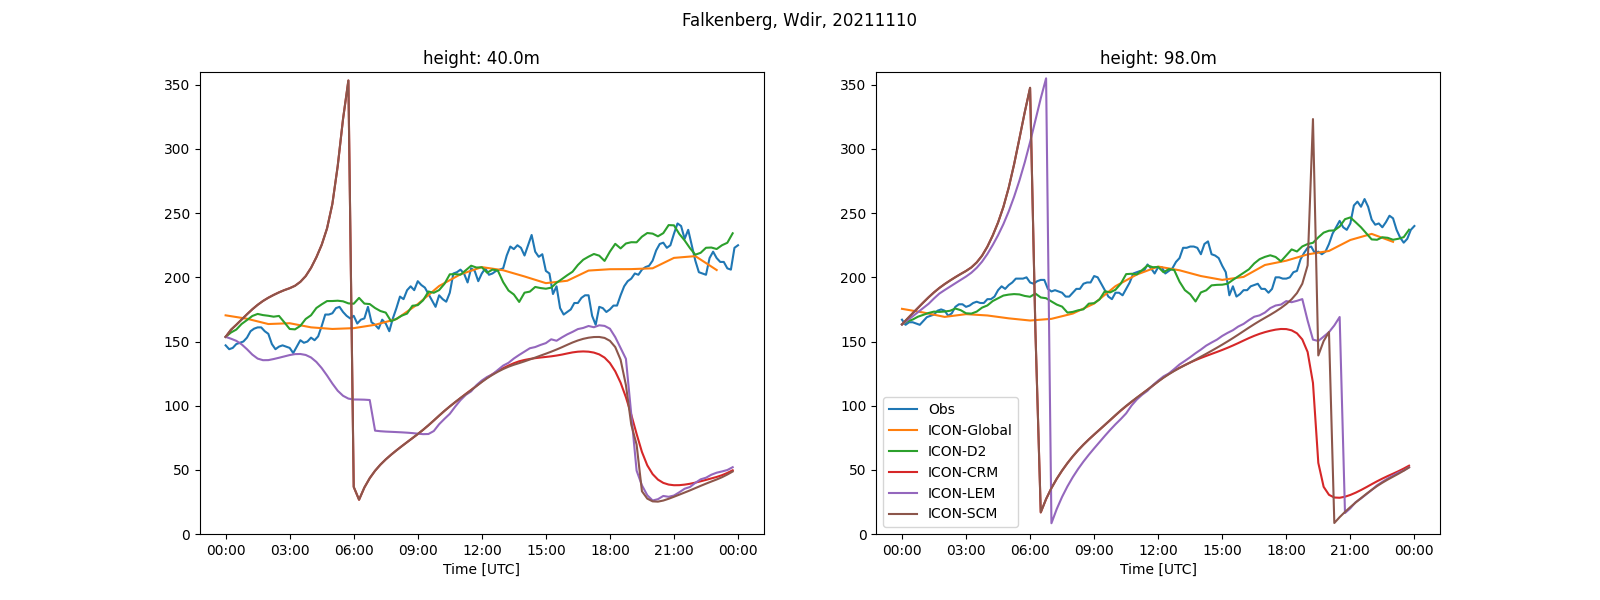 Falkenberg, Wdir, 20211110
height: 40.0m
350
300
250
200
150
100
50
0
00:00 03:00 06:00 09:00 12:00 15:00 18:00 21:00 00:00
Time [UTC]
height: 98.0m
350
300
250
200
150
100
50
0
Obs
ICON-Global
ICON-D2
ICON-CRM
ICON-LEM
ICON-SCM
00:00 03:00 06:00 09:00 12:00 15:00 18:00 21:00 00:00
Time [UTC]